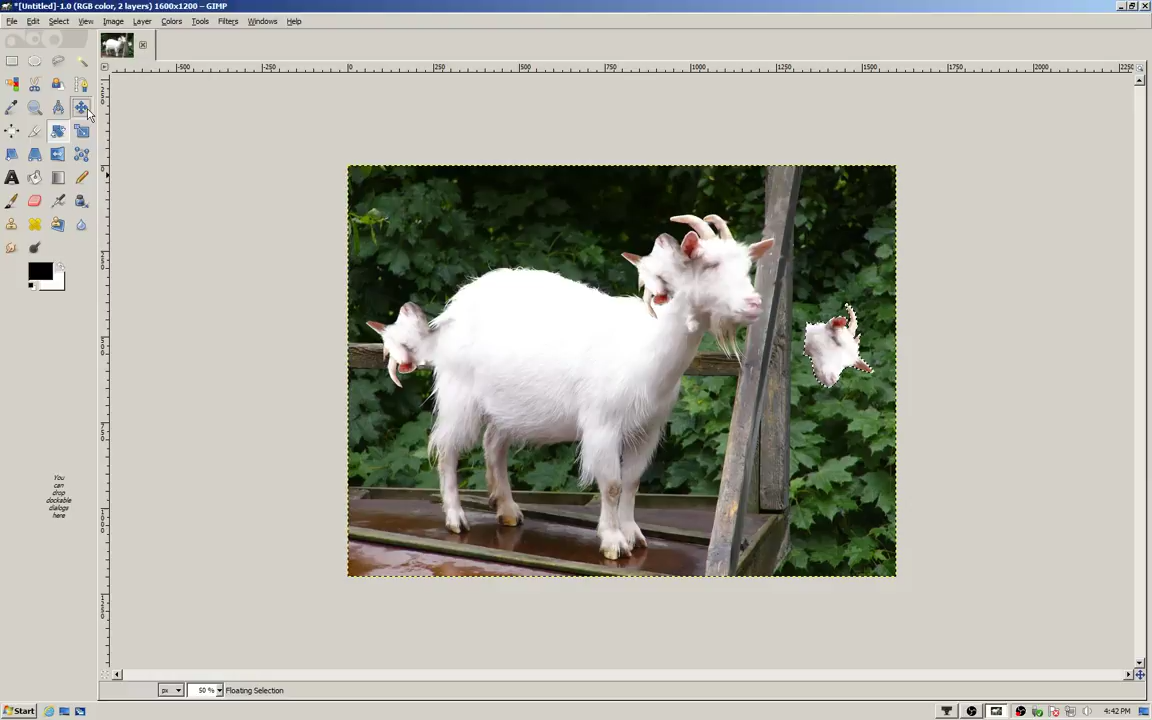 *[Untitled]-1.0 (RGB color, 2 layers) 1600x1200 – GIMP
File Edit Select View Image Layer Colors Tools Filters Windows Help
-500 -250 0 250 500 750 1000 1250 1500 1750 2000 2250
You
can
drop
dockable
dialogs
here
px 50 % Floating Selection
Start 4:42 PM